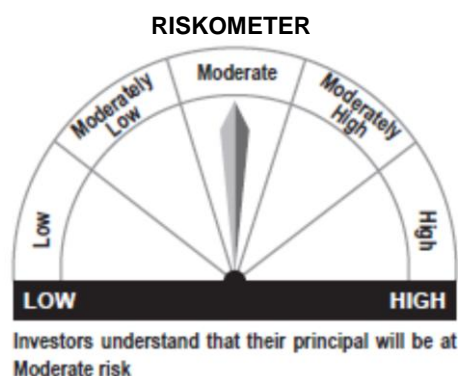 RISKOMETER
Moderate
Moderately
Low
Moderately
High
Low
High
LOW HIGH
Investors understand that their principal will be at
Moderate risk